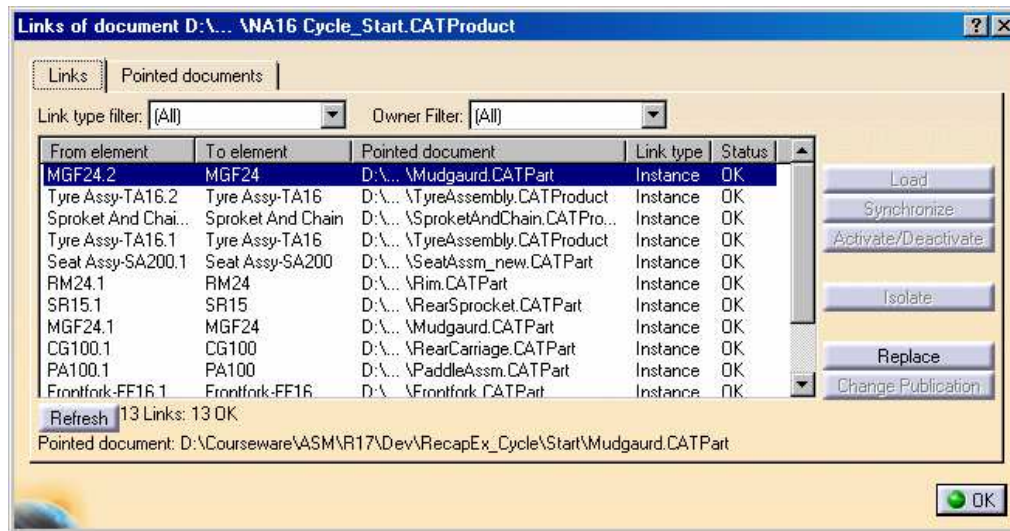 Links of document D:\... \NA16 Cycle_Start.CATProduct
Links Pointed documents
Link type filter: (All) Owner Filter: (All)
From element To element Pointed document Link type Status
MGF24.2 MGF24 D:\... \Mudgaurd.CATPart Instance OK
Tyre Assy-TA16.2 Tyre Assy-TA16 D:\... \TyreAssembly.CATProduct Instance OK
Sproket And Chai... Sproket And Chain D:\... \SproketAndChain.CATPro... Instance OK
Tyre Assy-TA16.1 Tyre Assy-TA16 D:\... \TyreAssembly.CATProduct Instance OK
Seat Assy-SA200.1 Seat Assy-SA200 D:\... \SeatAssm_new.CATPart Instance OK
RM24.1 RM24 D:\... \Rim.CATPart Instance OK
SR15.1 SR15 D:\... \RearSprocket.CATPart Instance OK
MGF24.1 MGF24 D:\... \Mudgaurd.CATPart Instance OK
CG100.1 CG100 D:\... \RearCarriage.CATPart Instance OK
PA100.1 PA100 D:\... \PaddleAssm.CATPart Instance OK
Frontfork-FF16.1 Frontfork-FF16 D:\... \Frontfork.CATPart Instance OK
Load
Synchronize
Activate/Deactivate
Isolate
Replace
Change Publication
Refresh 13 Links: 13 OK
Pointed document: D:\Courseware\ASM\R17\Dev\RecapEx_Cycle\Start\Mudgaurd.CATPart
OK